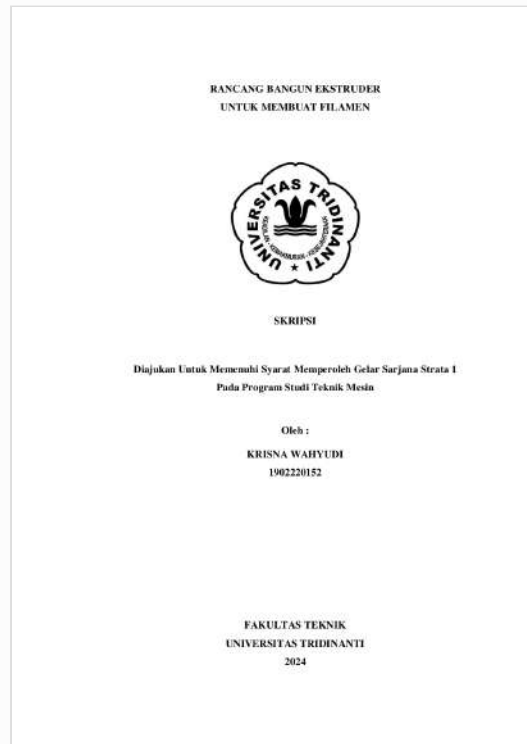 RANCANG BANGUN EKSTRUDER
UNTUK MEMBUAT FILAMEN
UNIVERSITAS TRIDINANTI
SKRIPSI
Diajukan Untuk Memenuhi Syarat Memperoleh Gelar Sarjana Strata 1
Pada Program Studi Teknik Mesin
Oleh :
KRISNA WAHYUDI
1902220152
FAKULTAS TEKNIK
UNIVERSITAS TRIDINANTI
2024